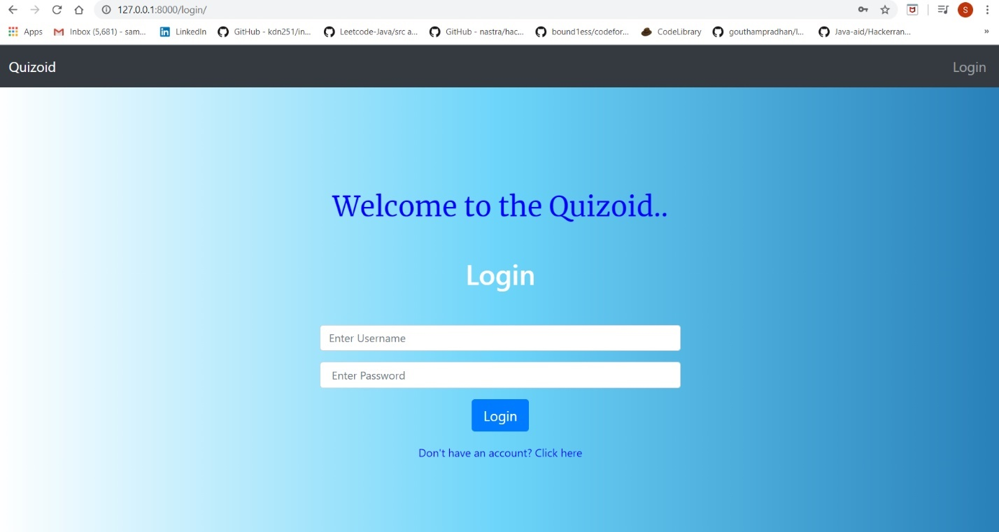 127.0.0.1:8000/login/
S
Apps Inbox (5,681) - sam... LinkedIn GitHub - kdn251/in... Leetcode-Java/src a... GitHub - nastra/hac... bound1ess/codefor... CodeLibrary gouthampradhan/l... Java-aid/Hackerran... »
Quizoid Login
Welcome to the Quizoid..
Login
Enter Username
Enter Password
Login
Don't have an account? Click here